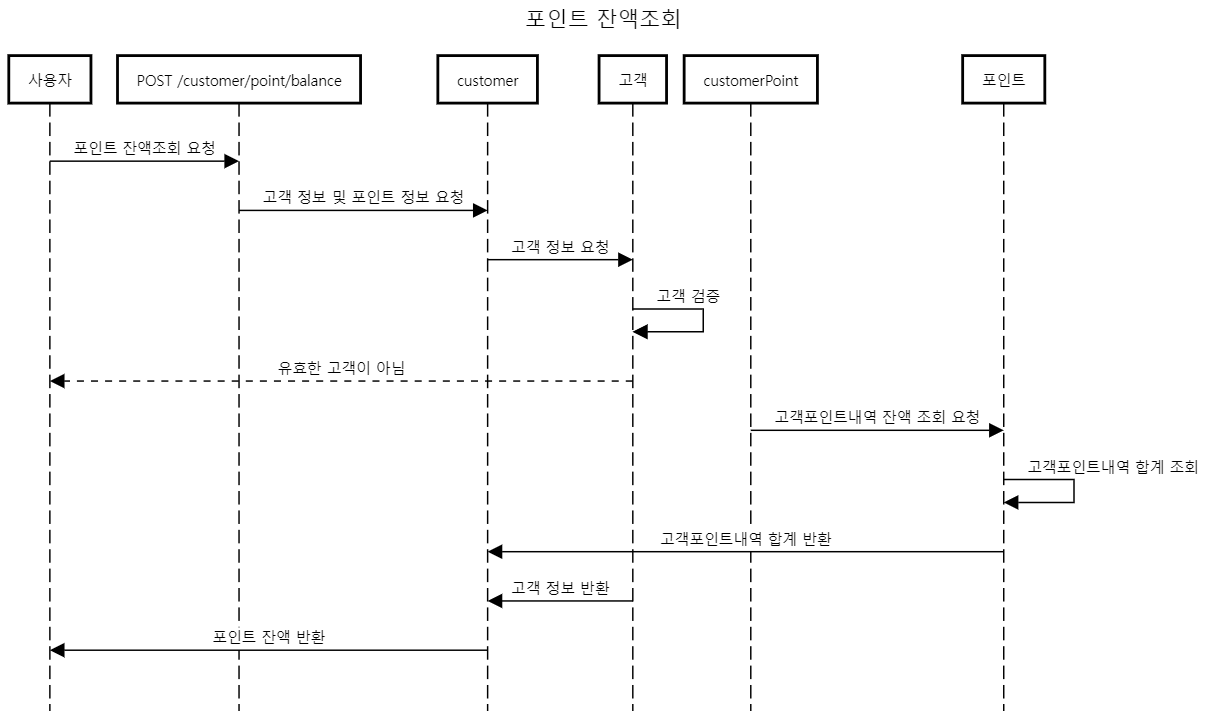 포인트 잔액조회
사용자
POST /customer/point/balance
customer
고객
customerPoint
포인트
포인트 잔액조회 요청
고객 정보 및 포인트 정보 요청
고객 정보 요청
고객 검증
유효한 고객이 아님
고객포인트내역 잔액 조회 요청
고객포인트내역 합계 조회
고객포인트내역 합계 반환
고객 정보 반환
포인트 잔액 반환